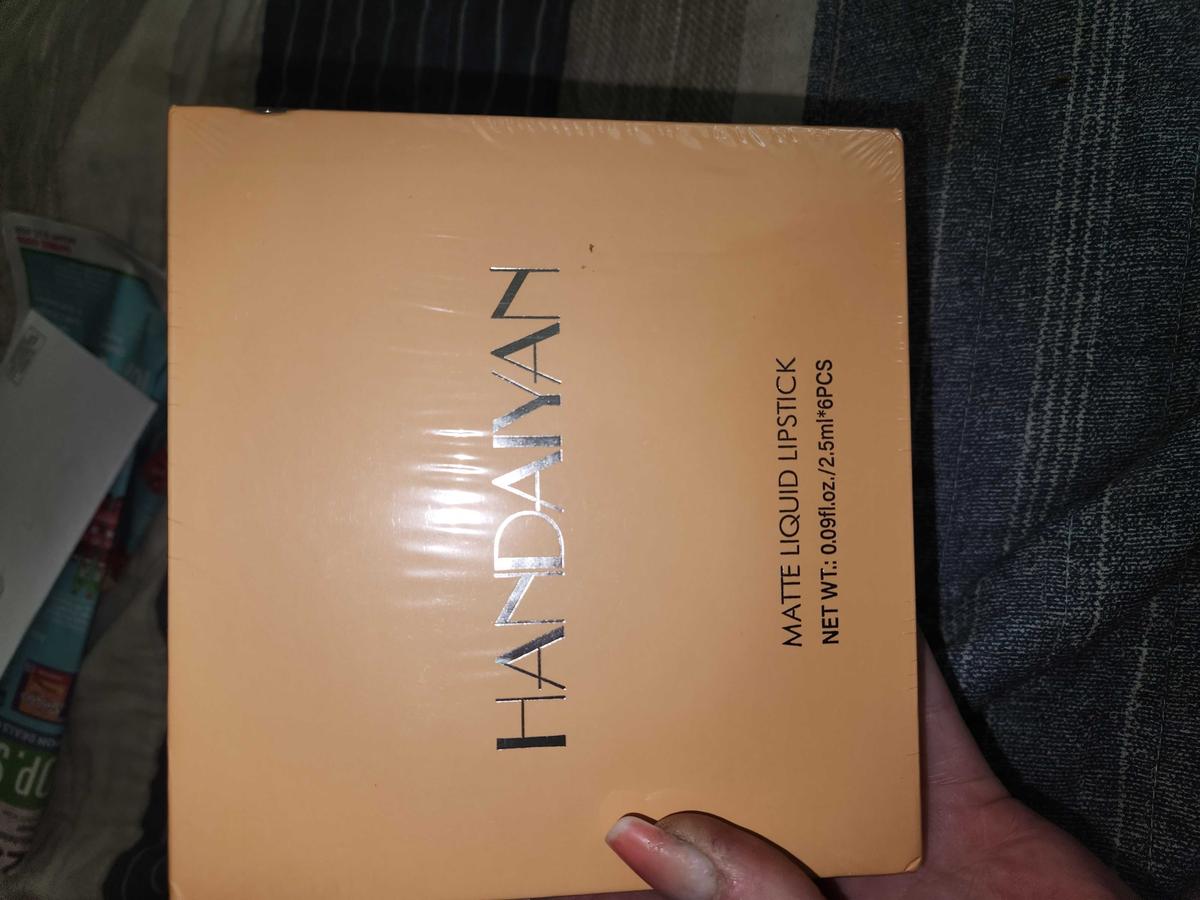 HANDAIYAN
MATTE LIQUID LIPSTICK
NET WT.: 0.09fl.oz./2.5ml*6PCS